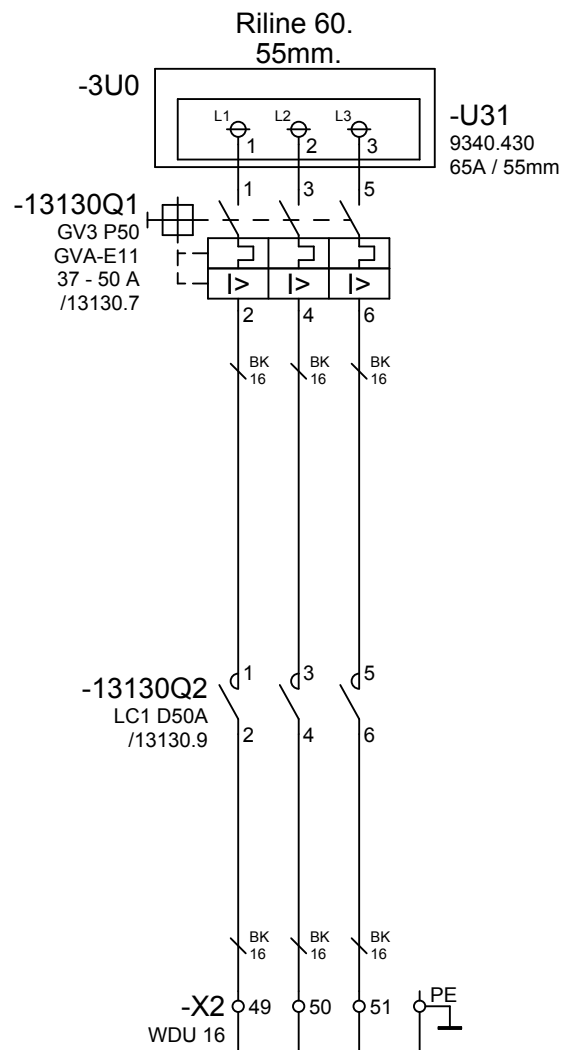 Riline 60.
55mm.
-3U0
L1 L2 L3
1 2 3
-U31
9340.430
65A / 55mm
1 3 5
-13130Q1
GV3 P50
GVA-E11
37 - 50 A
/13130.7
I> I> I>
2 4 6
BK BK BK
16 16 16
1 3 5
-13130Q2
LC1 D50A
/13130.9
2 4 6
BK BK BK
16 16 16
-X2 49 50 51 PE
WDU 16